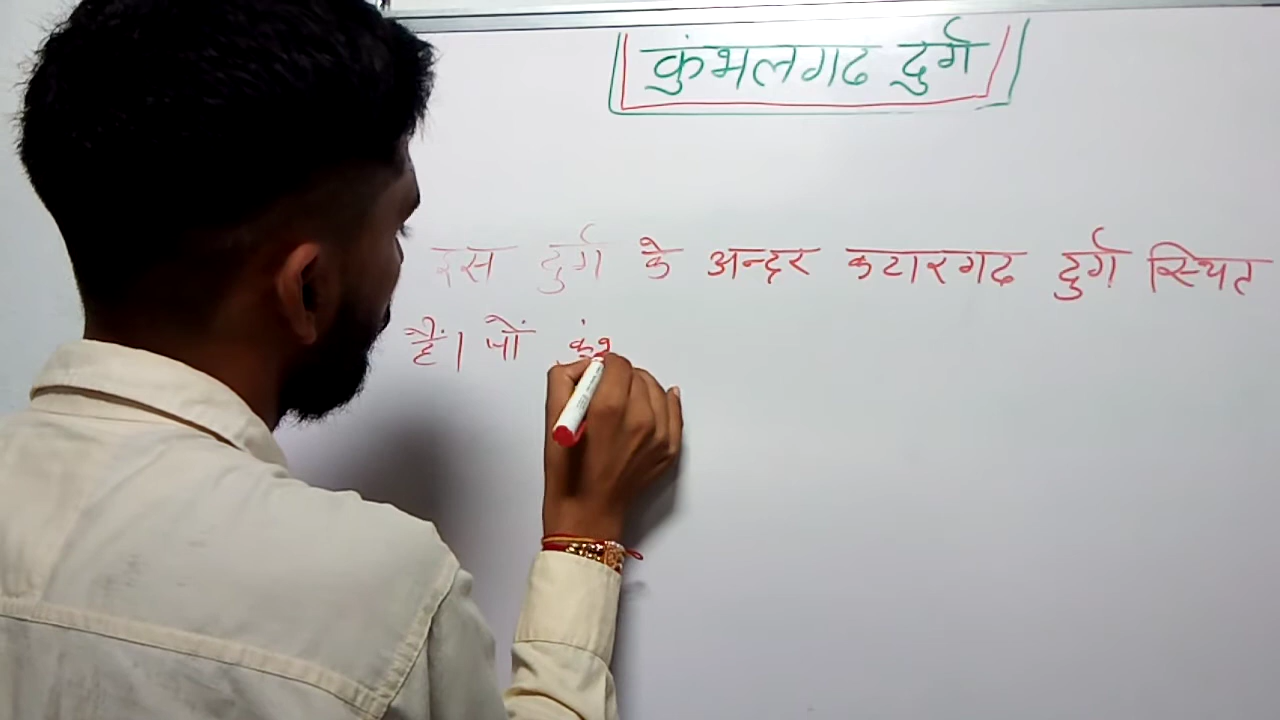 कुंभलगढ दुर्ग
इस दुर्ग के अन्दर कटारगढ दुर्ग स्थित
हैं। जों कुं